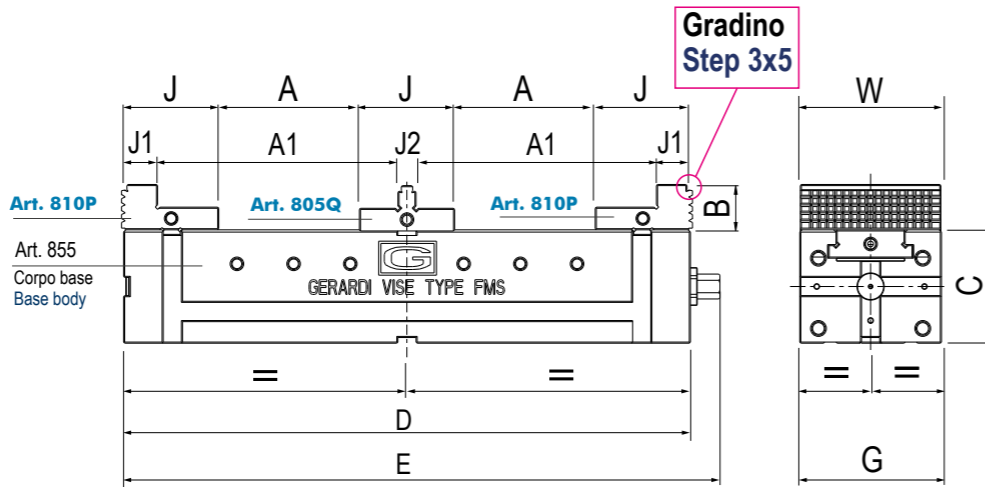 Gradino
Step 3x5
J A J A J W
J1 A1 J2 A1 J1
Art. 810P Art. 805Q Art. 810P B
Art. 855
Corpo base
Base body
G
GERARDI VISE TYPE FMS
C
= = = =
D
E G